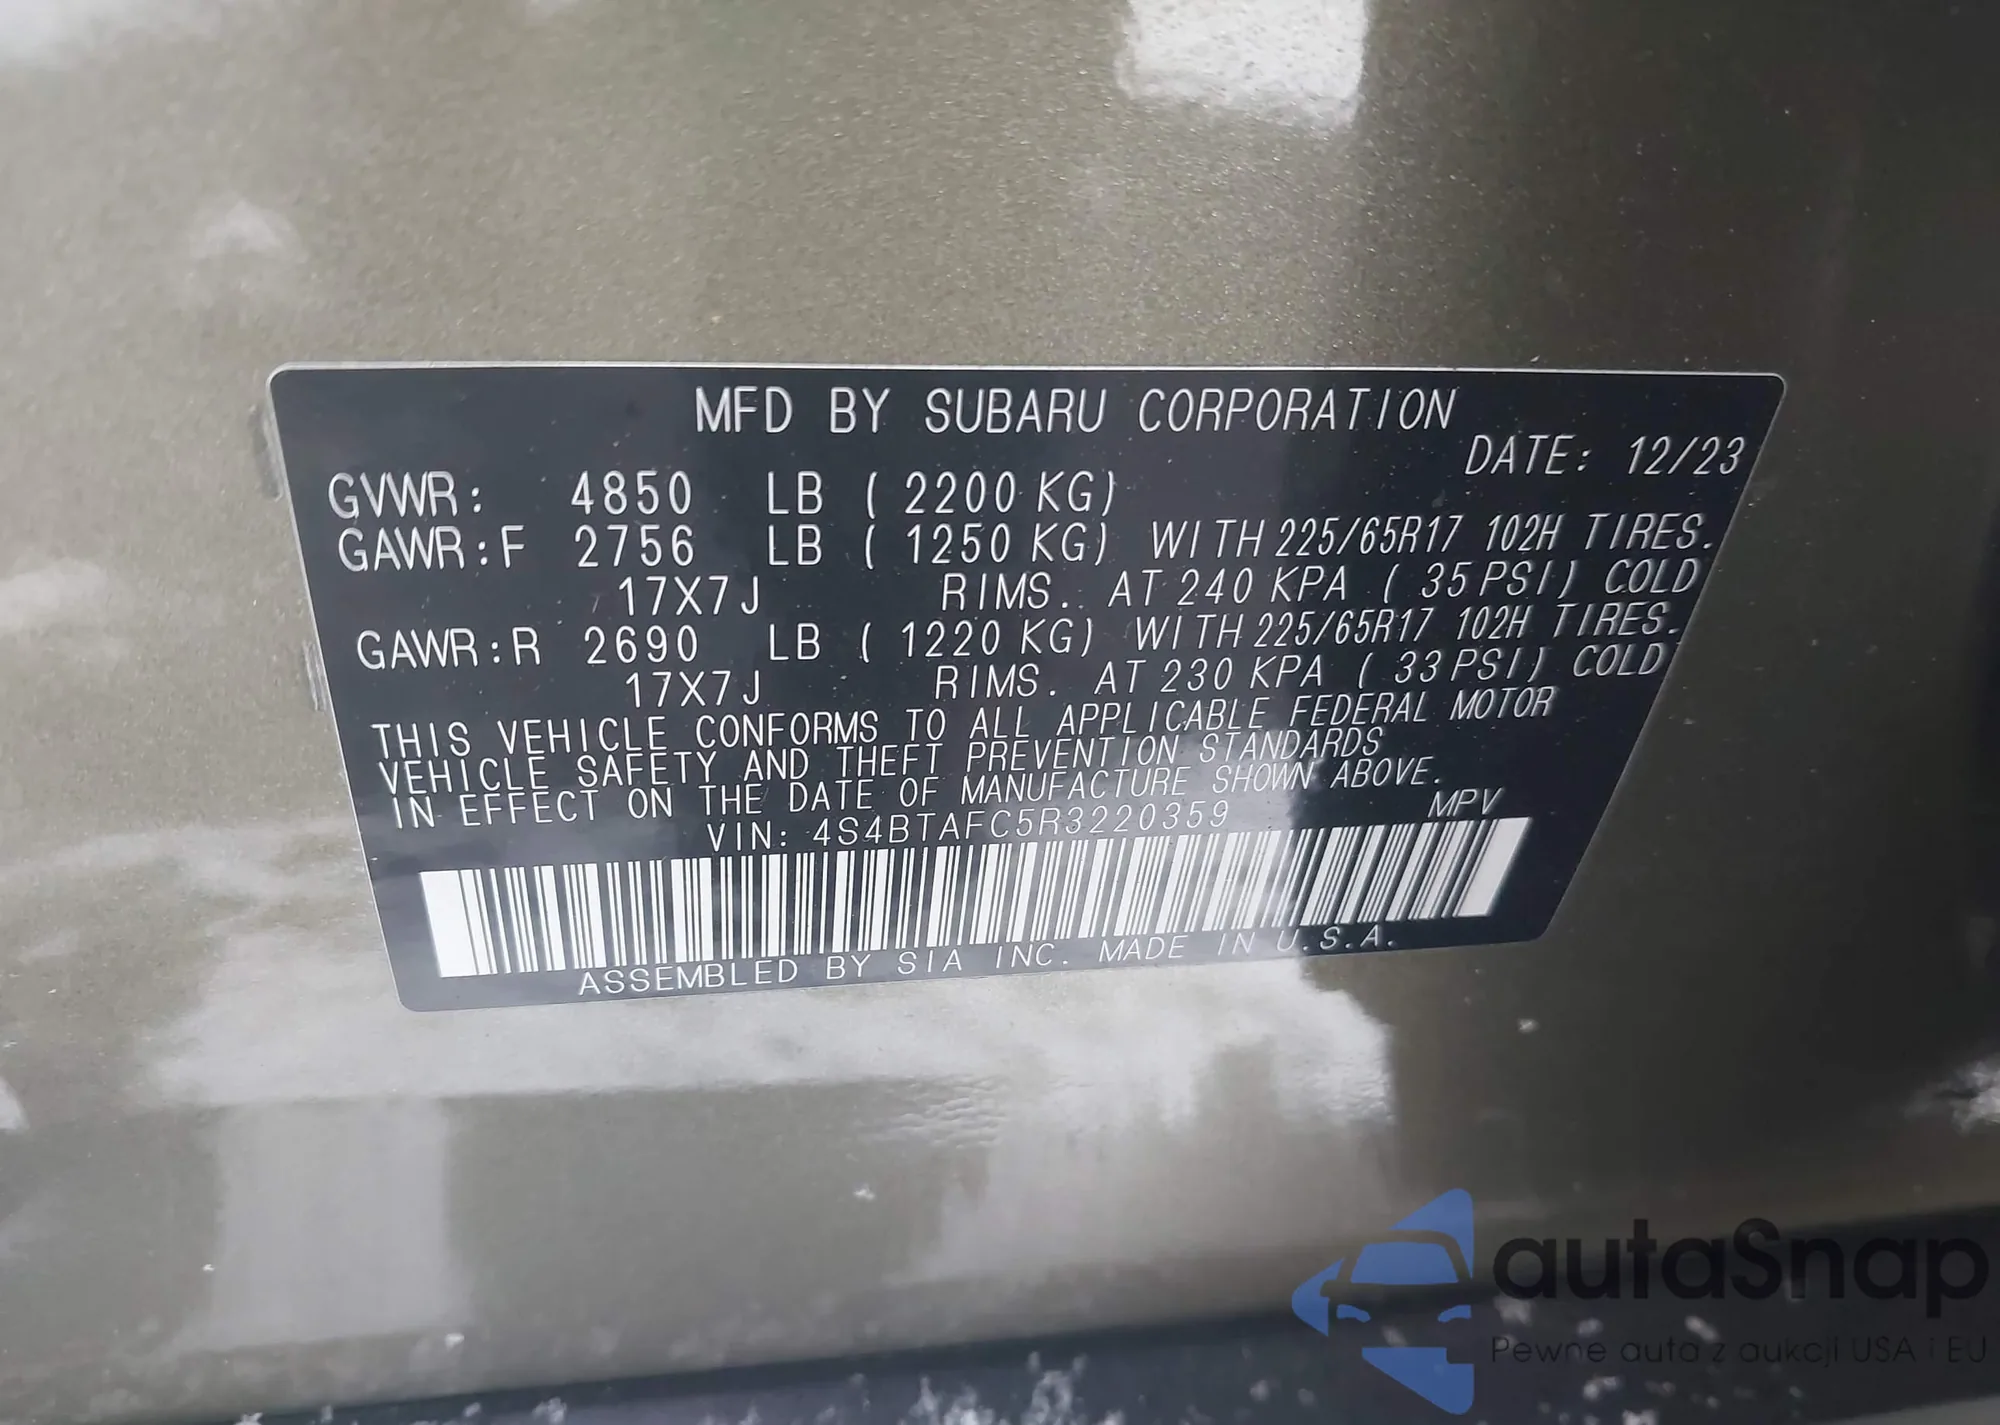 MFD BY SUBARU CORPORATION
DATE: 12/23
GVWR: 4850 LB ( 2200 KG)
GAWR:F 2756 LB ( 1250 KG) WITH 225/65R17 102H TIRES.
17X7J RIMS. AT 240 KPA ( 35 PSI) COLD
GAWR:R 2690 LB ( 1220 KG) WITH 225/65R17 102H TIRES.
17X7J RIMS. AT 230 KPA ( 33 PSI) COLD
THIS VEHICLE CONFORMS TO ALL APPLICABLE FEDERAL MOTOR
VEHICLE SAFETY AND THEFT PREVENTION STANDARDS
IN EFFECT ON THE DATE OF MANUFACTURE SHOWN ABOVE.
VIN: 4S4BTAFC5R3220359 MPV
ASSEMBLED BY SIA INC. MADE IN U.S.A.
autaSnap
Pewne auta z aukcji USA i EU